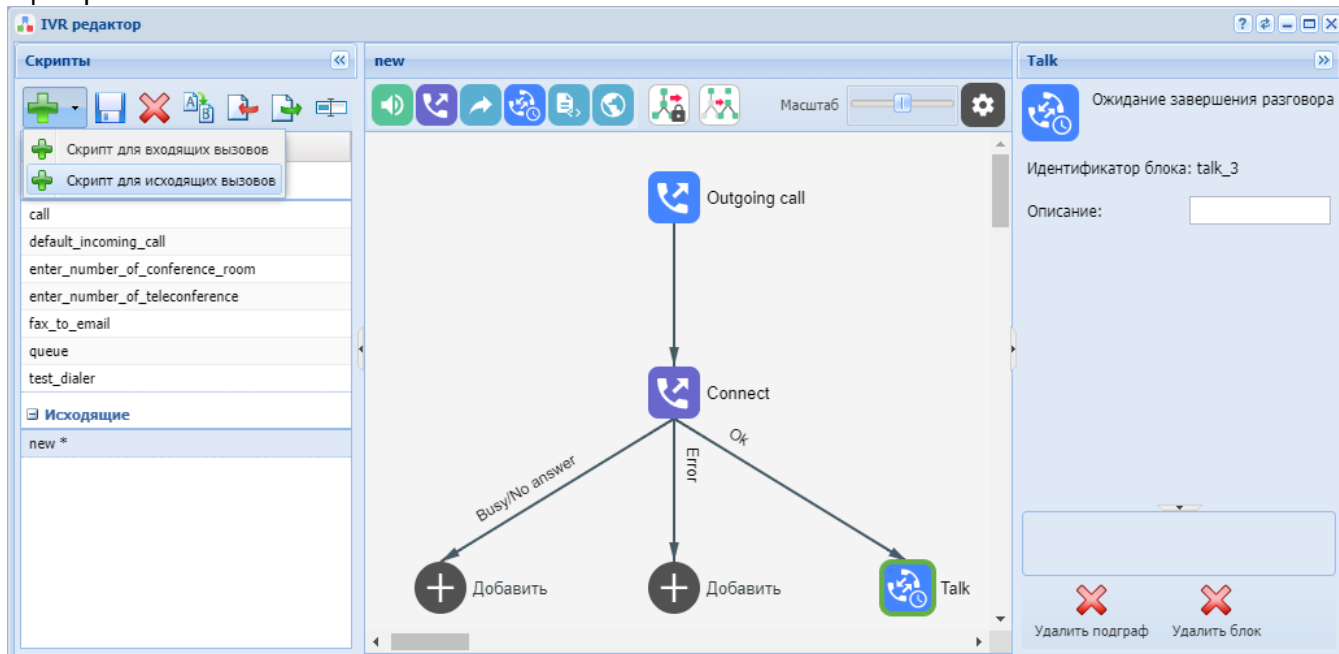 IVR редактор
Скрипты
new
Talk
Масштаб
Ожидание завершения разговора
Скрипт для входящих вызовов
Скрипт для исходящих вызовов
Идентификатор блока: talk_3
Описание:
call
default_incoming_call
enter_number_of_conference_room
enter_number_of_teleconference
fax_to_email
queue
test_dialer
Исходящие
new *
Outgoing call
Connect
Busy/No answer
Error
Ok
Добавить
Добавить
Talk
Удалить подграф
Удалить блок